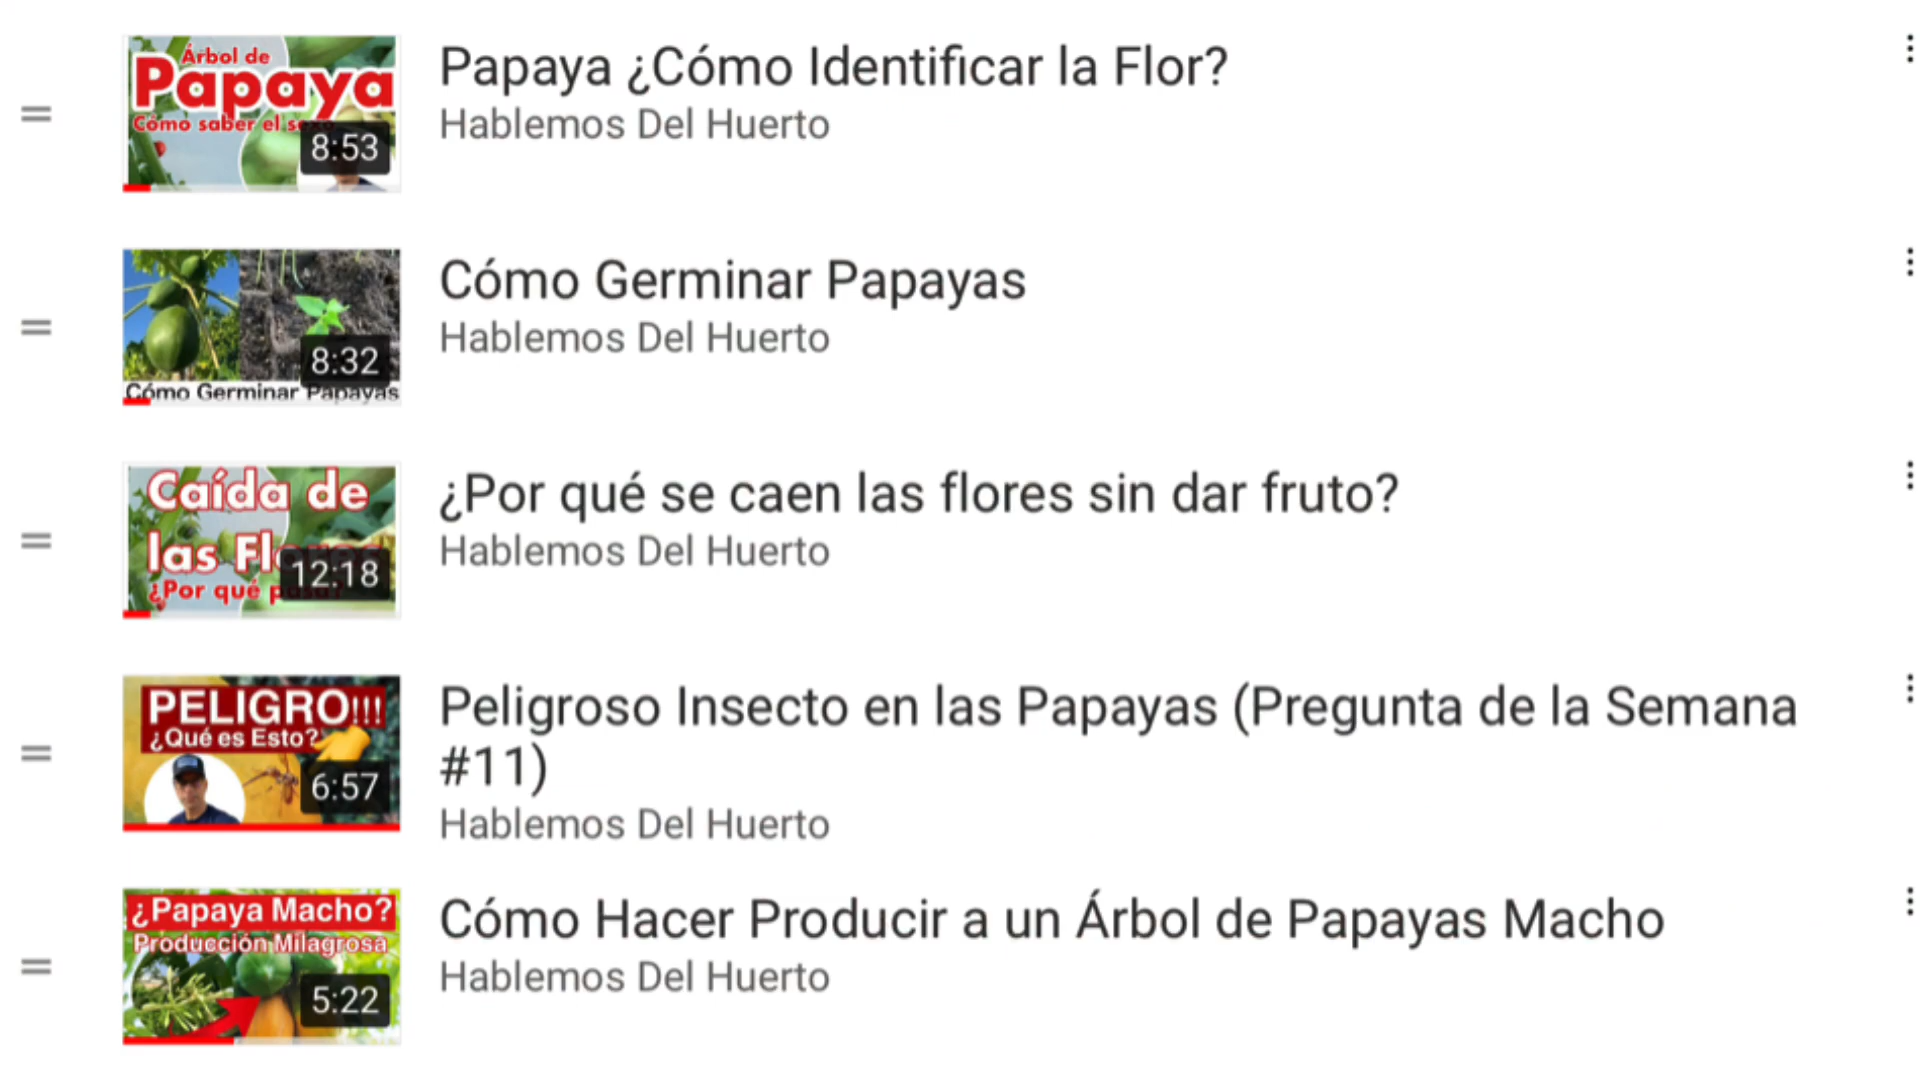 Árbol de
Papaya
Cómo saber el
8:53
Papaya ¿Cómo Identificar la Flor?
Hablemos Del Huerto
8:32
Cómo Germinar Papayas
Cómo Germinar Papayas
Hablemos Del Huerto
Caída de
las
12:18
¿Por qué
¿Por qué se caen las flores sin dar fruto?
Hablemos Del Huerto
PELIGRO!!!
¿Qué es Esto?
6:57
Peligroso Insecto en las Papayas (Pregunta de la Semana
#11)
Hablemos Del Huerto
¿Papaya Macho?
Producción Milagrosa
5:22
Cómo Hacer Producir a un Árbol de Papayas Macho
Hablemos Del Huerto